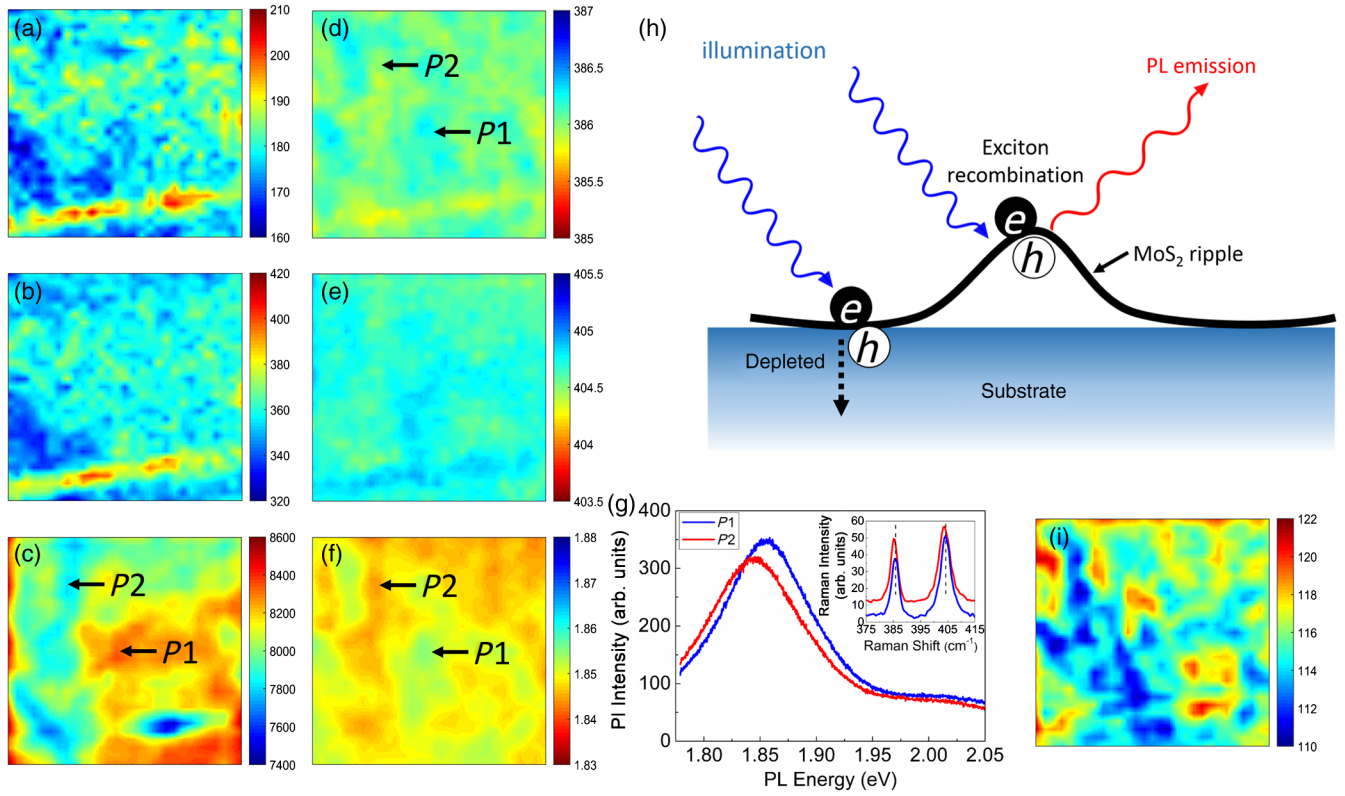 (a)
210
200
190
180
170
160
(d)
P2
P1
387
386.5
386
385.5
385
(h)
illumination
PL emission
Exciton
recombination
e
h
MoS₂ ripple
e
h
Depleted
Substrate
(b)
420
400
380
360
340
320
(e)
405.5
405
404.5
404
403.5
(c)
P2
P1
8600
8400
8200
8000
7800
7600
7400
(f)
P2
P1
1.88
1.87
1.86
1.85
1.84
1.83
(g)
PI Intensity (arb. units)
400
350
300
250
200
150
100
50
0
P1
P2
Raman Intensity
(arb. units)
60
50
40
30
20
10
0
375 385 395 405 415
Raman Shift (cm⁻¹)
1.80 1.85 1.90 1.95 2.00 2.05
PL Energy (eV)
(i)
122
120
118
116
114
112
110